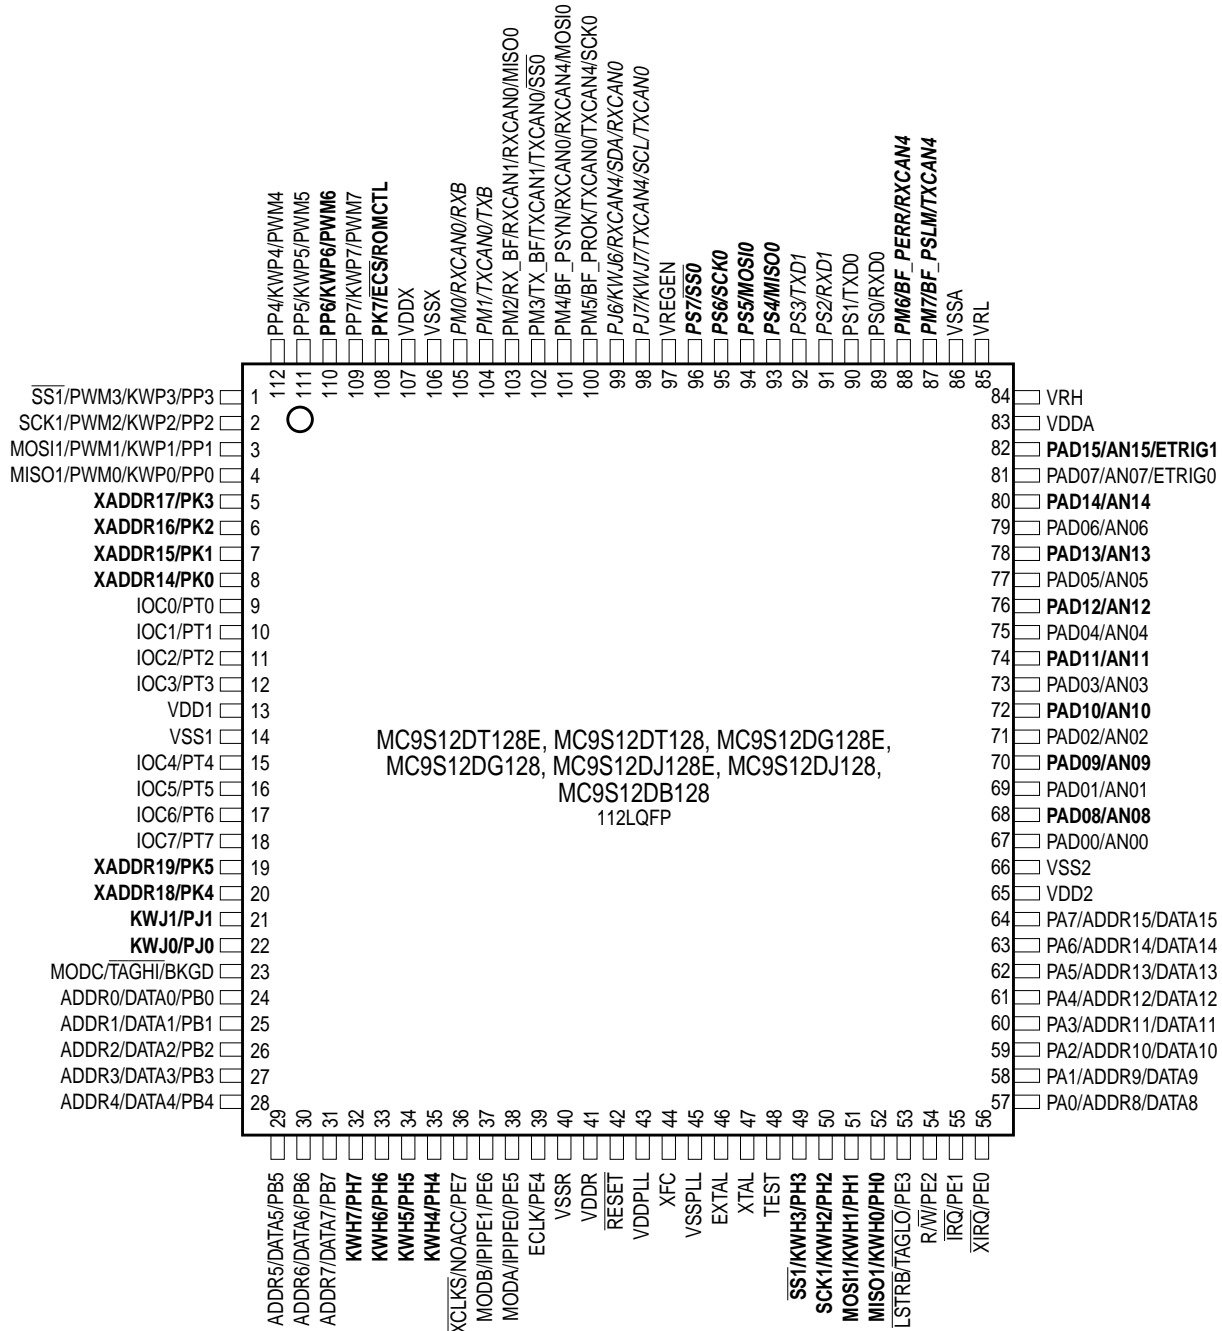 PP4/KWP4/PWM4
PP5/KWP5/PWM5
PP6/KWP6/PWM6
PP7/KWP7/PWM7
PK7/ECS/ROMCTL
VDDX
VSSX
PM0/RXCAN0/RXB
PM1/TXCAN0/TXB
PM2/RX_BF/RXCAN1/RXCAN0/MISO0
PM3/TX_BF/TXCAN1/TXCAN0/SS0
PM4/BF_PSYN/RXCAN0/RXCAN4/MOSI0
PM5/BF_PROK/TXCAN0/TXCAN4/SCK0
PJ6/KWJ6/RXCAN4/SDA/RXCAN0
PJ7/KWJ7/TXCAN4/SCL/TXCAN0
VREGEN
PS7/SS0
PS6/SCK0
PS5/MOSI0
PS4/MISO0
PS3/TXD1
PS2/RXD1
PS1/TXD0
PS0/RXD0
PM6/BF_PERR/RXCAN4
PM7/BF_PSLM/TXCAN4
VSSA
VRL
112
111
110
109
108
107
106
105
104
103
102
101
100
99
98
97
96
95
94
93
92
91
90
89
88
87
86
85
SS1/PWM3/KWP3/PP3 1
SCK1/PWM2/KWP2/PP2 2
MOSI1/PWM1/KWP1/PP1 3
MISO1/PWM0/KWP0/PP0 4
XADDR17/PK3 5
XADDR16/PK2 6
XADDR15/PK1 7
XADDR14/PK0 8
IOC0/PT0 9
IOC1/PT1 10
IOC2/PT2 11
IOC3/PT3 12
VDD1 13
VSS1 14
IOC4/PT4 15
IOC5/PT5 16
IOC6/PT6 17
IOC7/PT7 18
XADDR19/PK5 19
XADDR18/PK4 20
KWJ1/PJ1 21
KWJ0/PJ0 22
MODC/TAGHI/BKGD 23
ADDR0/DATA0/PB0 24
ADDR1/DATA1/PB1 25
ADDR2/DATA2/PB2 26
ADDR3/DATA3/PB3 27
ADDR4/DATA4/PB4 28
MC9S12DT128E, MC9S12DT128, MC9S12DG128E,
MC9S12DG128, MC9S12DJ128E, MC9S12DJ128,
MC9S12DB128
112LQFP
84 VRH
83 VDDA
82 PAD15/AN15/ETRIG1
81 PAD07/AN07/ETRIG0
80 PAD14/AN14
79 PAD06/AN06
78 PAD13/AN13
77 PAD05/AN05
76 PAD12/AN12
75 PAD04/AN04
74 PAD11/AN11
73 PAD03/AN03
72 PAD10/AN10
71 PAD02/AN02
70 PAD09/AN09
69 PAD01/AN01
68 PAD08/AN08
67 PAD00/AN00
66 VSS2
65 VDD2
64 PA7/ADDR15/DATA15
63 PA6/ADDR14/DATA14
62 PA5/ADDR13/DATA13
61 PA4/ADDR12/DATA12
60 PA3/ADDR11/DATA11
59 PA2/ADDR10/DATA10
58 PA1/ADDR9/DATA9
57 PA0/ADDR8/DATA8
29
30
31
32
33
34
35
36
37
38
39
40
41
42
43
44
45
46
47
48
49
50
51
52
53
54
55
56
ADDR5/DATA5/PB5
ADDR6/DATA6/PB6
ADDR7/DATA7/PB7
KWH7/PH7
KWH6/PH6
KWH5/PH5
KWH4/PH4
XCLKS/NOACC/PE7
MODB/IPIPE1/PE6
MODA/IPIPE0/PE5
ECLK/PE4
VSSR
VDDR
RESET
VDDPLL
XFC
VSSPLL
EXTAL
XTAL
TEST
SS1/KWH3/PH3
SCK1/KWH2/PH2
MOSI1/KWH1/PH1
MISO1/KWH0/PH0
LSTRB/TAGLO/PE3
R/W/PE2
IRQ/PE1
XIRQ/PE0